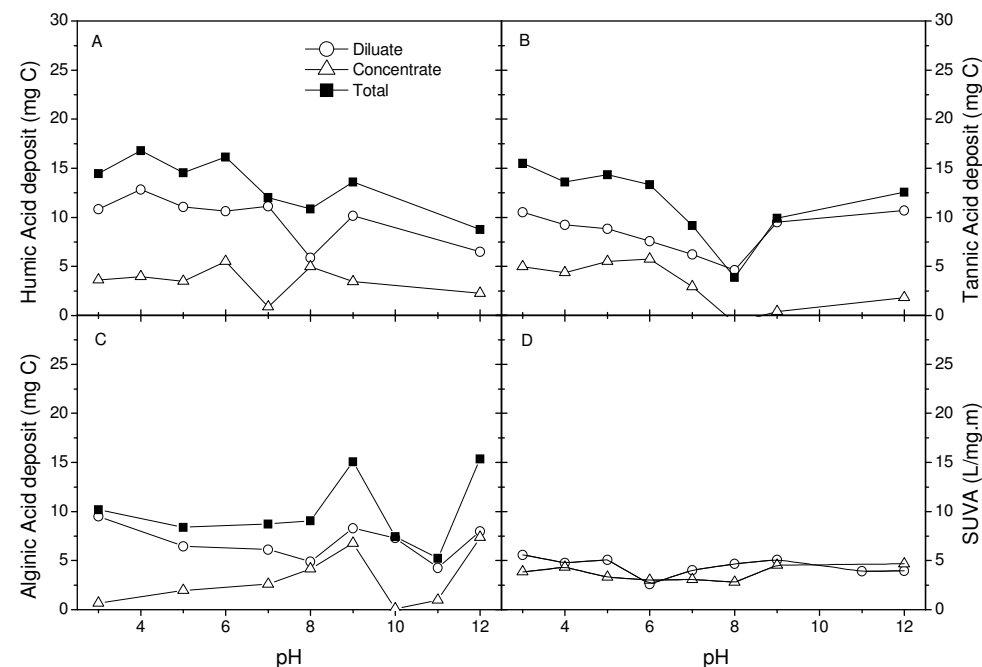 A
Diluate
Concentrate
Total
Humic Acid deposit (mg C)
30
25
20
15
10
5
0
B
Tannic Acid deposit (mg C)
30
25
20
15
10
5
0
C
Alginic Acid deposit (mg C)
25
20
15
10
5
0
4 6 8 10 12
pH
D
SUVA (L/mg.m)
25
20
15
10
5
0
4 6 8 10 12
pH